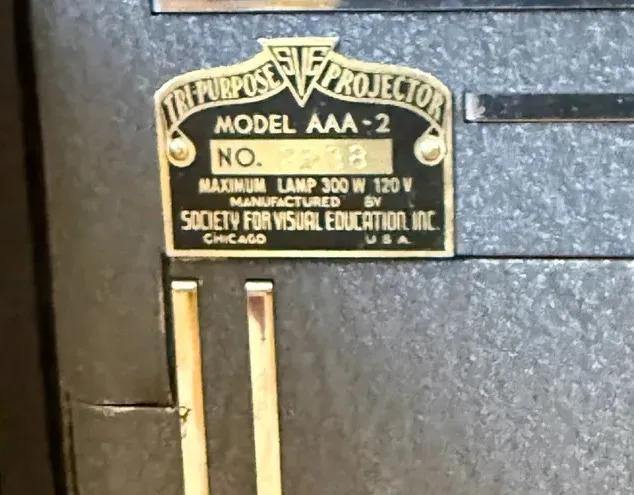 TRI-PURPOSE SVE PROJECTOR
MODEL AAA-2
NO.
MAXIMUM LAMP 300 W 120 V
MANUFACTURED BY
SOCIETY FOR VISUAL EDUCATION, INC.
CHICAGO U S A